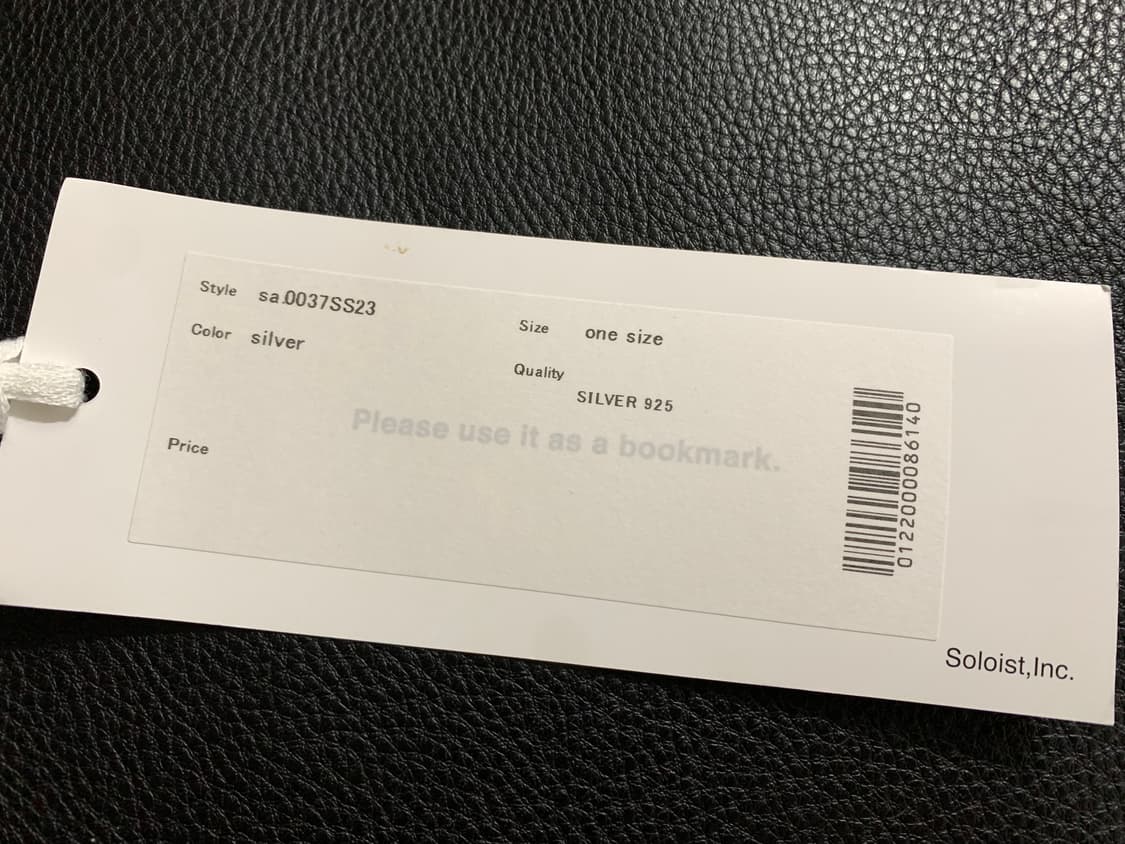 Style sa.0037SS23
Color silver
Size one size
Quality
SILVER 925
Please use it as a bookmark.
Price
0122000086140
Soloist,Inc.